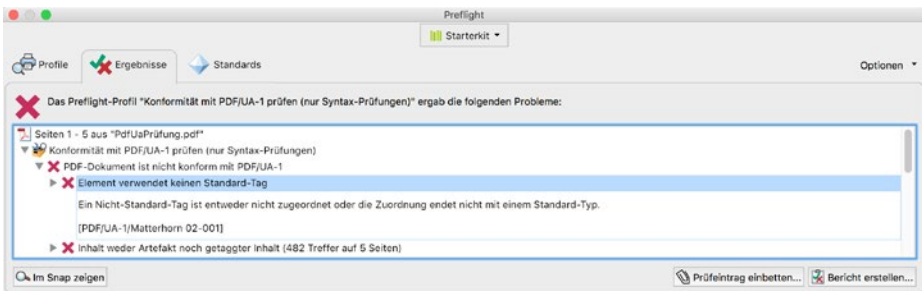 Preflight
Starterkit
Profile Ergebnisse Standards Optionen
Das Preflight-Profil "Konformität mit PDF/UA-1 prüfen (nur Syntax-Prüfungen)" ergab die folgenden Probleme:
Seiten 1 - 5 aus "PdfUaPrüfung.pdf"
Konformität mit PDF/UA-1 prüfen (nur Syntax-Prüfungen)
PDF-Dokument ist nicht konform mit PDF/UA-1
Element verwendet keinen Standard-Tag
Ein Nicht-Standard-Tag ist entweder nicht zugeordnet oder die Zuordnung endet nicht mit einem Standard-Typ.
[PDF/UA-1/Matterhorn 02-001]
Inhalt weder Artefakt noch getaggter Inhalt (482 Treffer auf 5 Seiten)
Im Snap zeigen Prüfeintrag einbetten... Bericht erstellen...